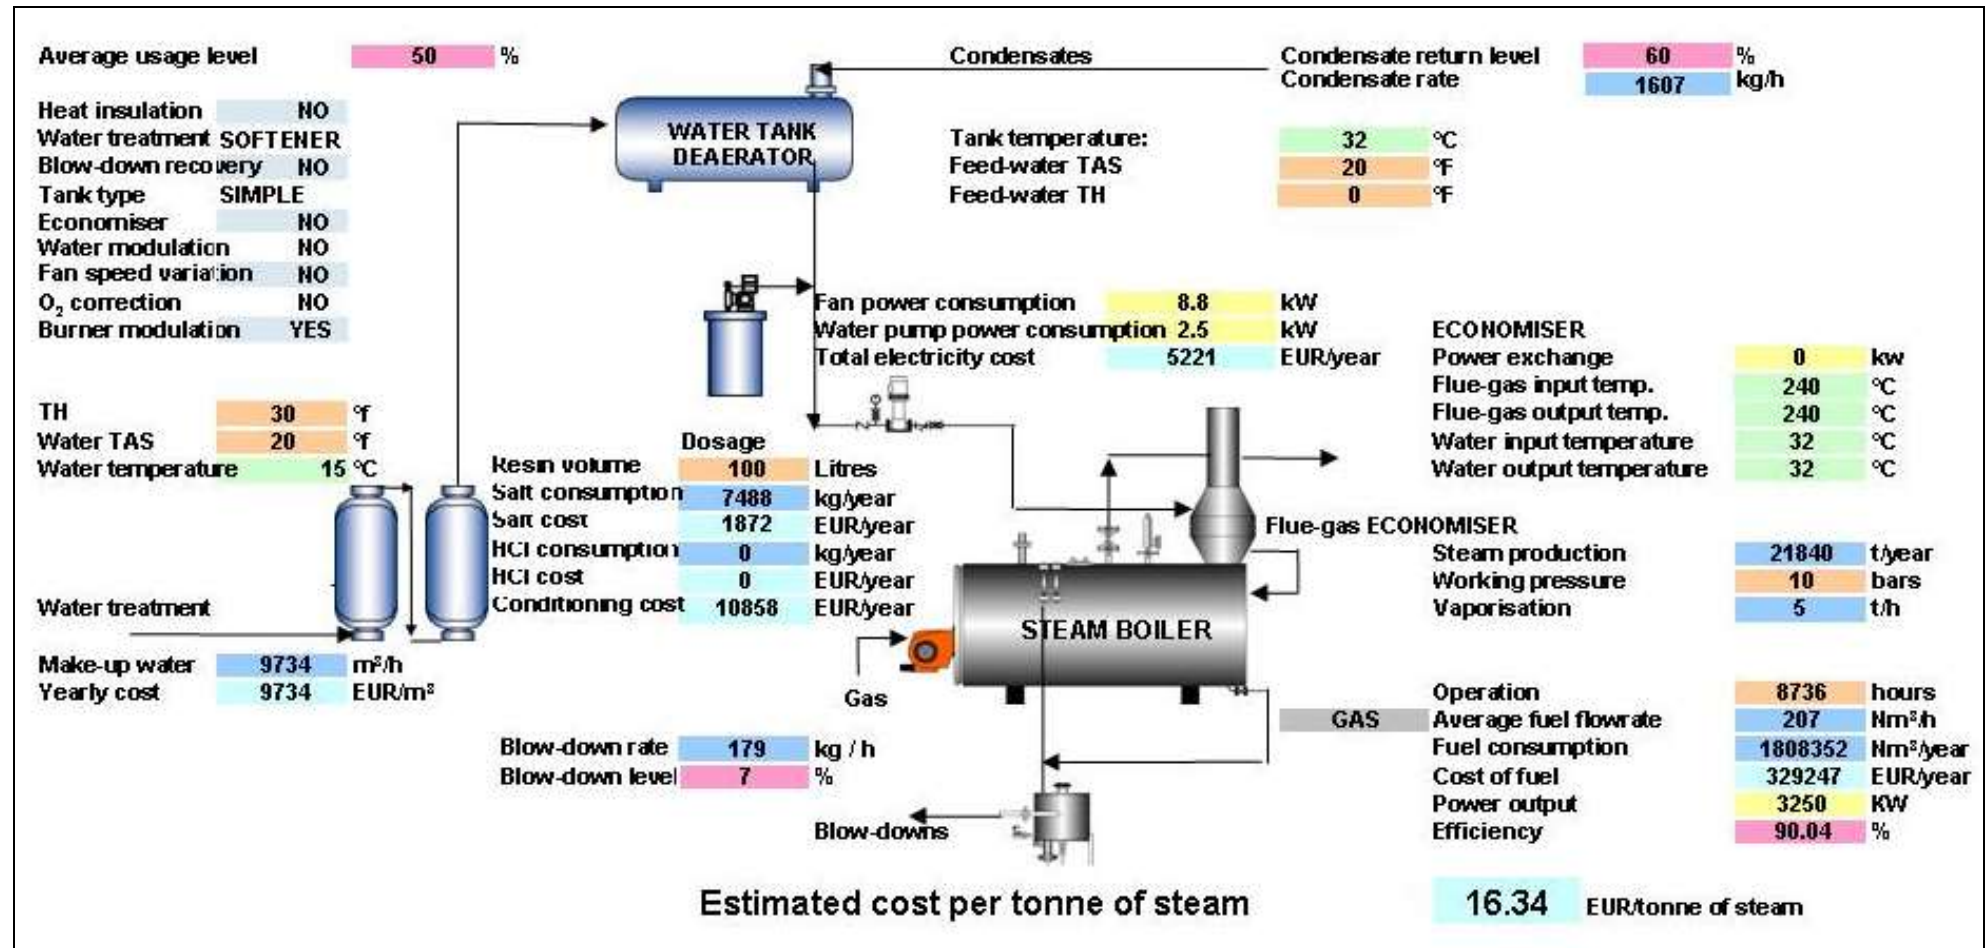 Average usage level 50 %
Condensates
Condensate return level 60 %
Condensate rate 1607 kg/h
Heat insulation NO
Water treatment SOFTENER
Blow-down recovery NO
Tank type SIMPLE
Economiser NO
Water modulation NO
Fan speed variation NO
O₂ correction NO
Burner modulation YES
WATER TANK
DEAERATOR
Tank temperature: 32 °C
Feed-water TAS 20 °F
Feed-water TH 0 °F
Fan power consumption 8.8 kW
Water pump power consumption 2.5 kW
Total electricity cost 5221 EUR/year
ECONOMISER
Power exchange 0 kw
Flue-gas input temp. 240 °C
Flue-gas output temp. 240 °C
Water input temperature 32 °C
Water output temperature 32 °C
TH 30 °f
Water TAS 20 °f
Water temperature 15 °C
Dosage
Resin volume 100 Litres
Salt consumption 7488 kg/year
Salt cost 1872 EUR/year
HCl consumption 0 kg/year
HCl cost 0 EUR/year
Conditioning cost 10858 EUR/year
Flue-gas ECONOMISER
Steam production 21840 t/year
Working pressure 10 bars
Vaporisation 5 t/h
Water treatment
STEAM BOILER
Make-up water 9734 m³/h
Yearly cost 9734 EUR/m³
Gas
Blow-down rate 179 kg / h
Blow-down level 7 %
Blow-downs
Operation 8736 hours
GAS Average fuel flowrate 207 Nm³/h
Fuel consumption 1808352 Nm³/year
Cost of fuel 329247 EUR/year
Power output 3250 KW
Efficiency 90.04 %
Estimated cost per tonne of steam 16.34 EUR/tonne of steam